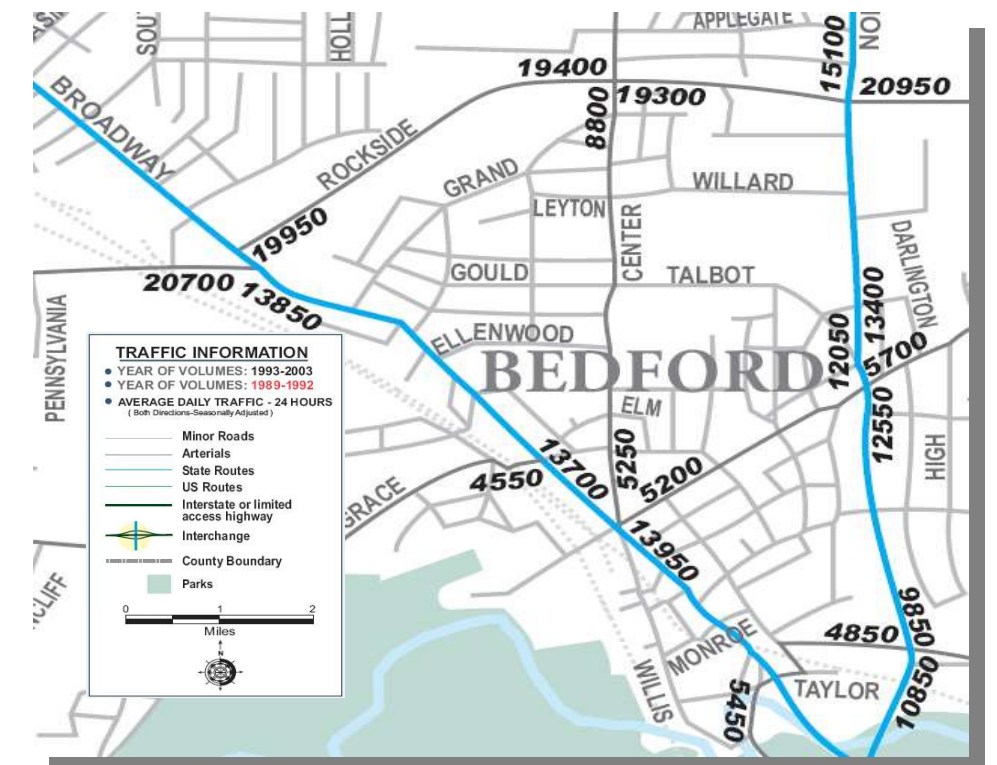 APPLEGATE
SOU
HOLL
NOR
15100
19400
20950
BROADWAY
19300
8800
ROCKSIDE
GRAND
WILLARD
LEYTON
CENTER
19950
DARLINGTON
GOULD
TALBOT
20700
13850
13400
PENNSYLVANIA
ELLENWOOD
12050
BEDFORD
5700
TRAFFIC INFORMATION
YEAR OF VOLUMES: 1993-2003
YEAR OF VOLUMES: 1989-1992
AVERAGE DAILY TRAFFIC - 24 HOURS
( Both Directions-Seasonally Adjusted )
Minor Roads
Arterials
State Routes
US Routes
Interstate or limited
access highway
Interchange
County Boundary
Parks
0 1 2
Miles
N
ELM
12550
HIGH
5250
13700
4550
5200
GRACE
13950
NCLIFF
9850
4850
MONROE
WILLIS
TAYLOR
5450
10850